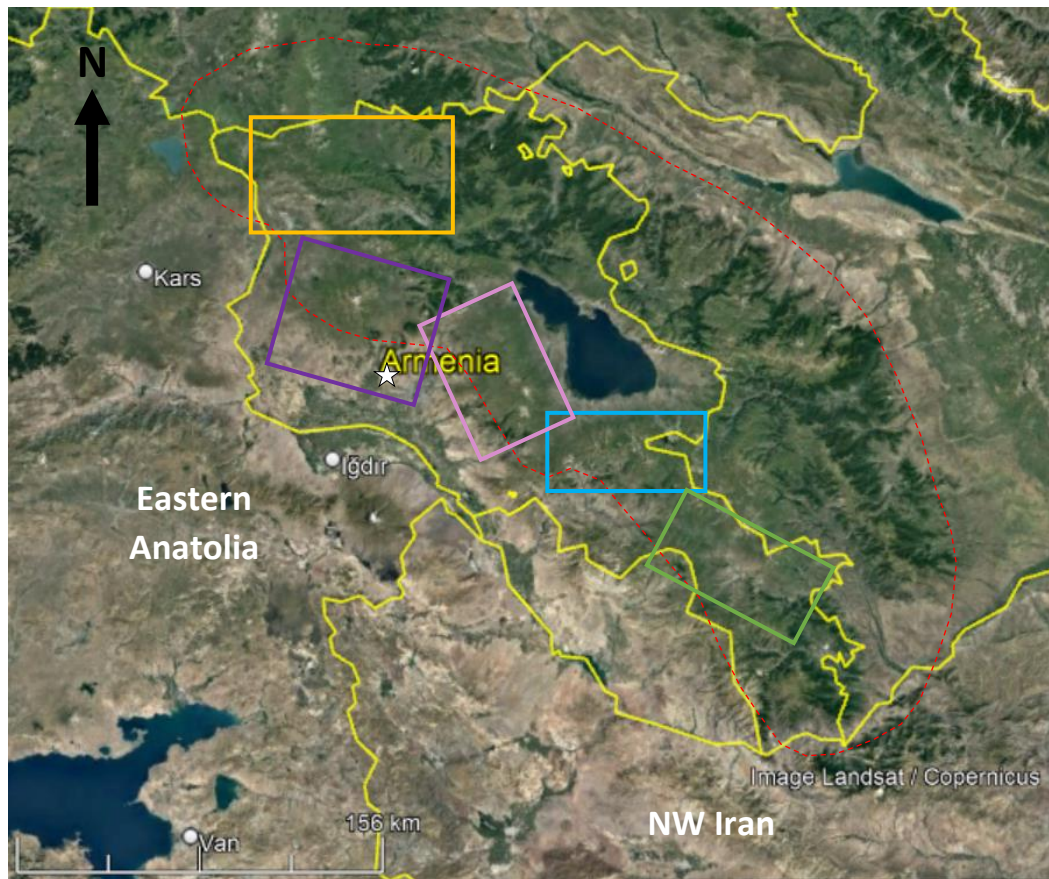 N
Kars
Armenia
Iğdır
Eastern
Anatolia
Image Landsat / Copernicus
156 km
NW Iran
Van